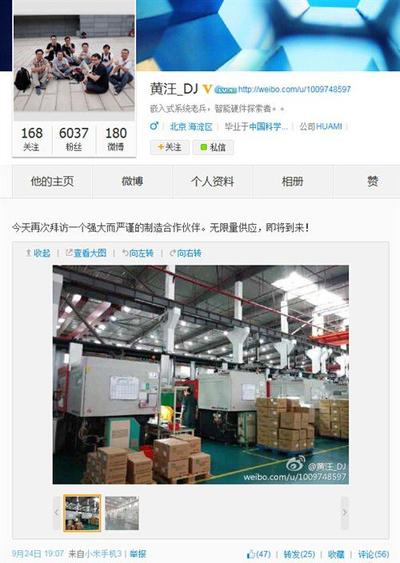 黄汪_DJ http://weibo.com/u/1009748597
嵌入式系统老兵，智能硬件探索者。。
♂ 北京 海淀区 毕业于中国科学... 公司HUAMI
168 6037 180
关注 粉丝 微博
+关注 私信
他的主页 微博 个人资料 相册 赞
今天再次拜访一个强大而严谨的制造合作伙伴。无限量供应，即将到来！
收起 查看大图 向左转 向右转
@黄汪_DJ
weibo.com/u/1009748597
9月24日 19:07 来自小米手机3 | 举报 (47) | 转发(25) | 收藏 | 评论(56)